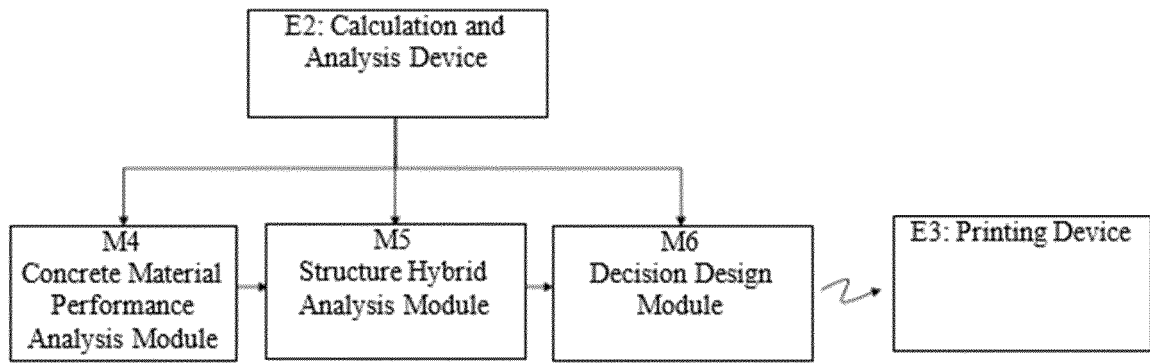 E2: Calculation and
Analysis Device
M4
Concrete Material
Performance
Analysis Module
M5
Structure Hybrid
Analysis Module
M6
Decision Design
Module
E3: Printing Device